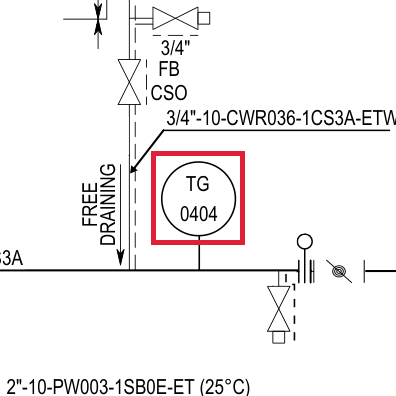 3/4"
FB
CSO
3/4"-10-CWR036-1CS3A-ETW
TG
0404
FREE
DRAINING
S3A
2"-10-PW003-1SB0E-ET (25°C)